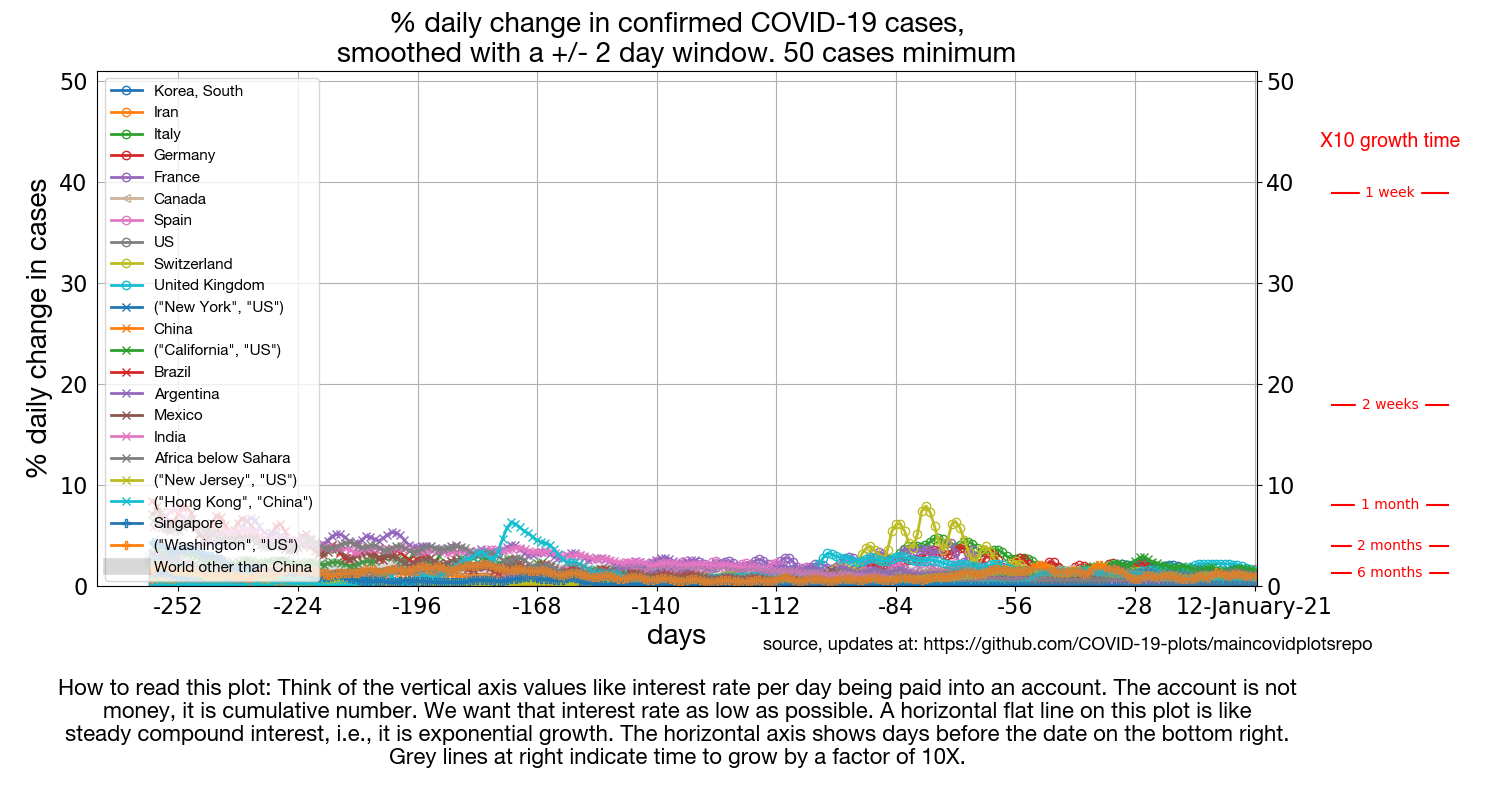 % daily change in confirmed COVID-19 cases,
smoothed with a +/- 2 day window. 50 cases minimum
% daily change in cases
50
40
30
20
10
0
Korea, South
Iran
Italy
Germany
France
Canada
Spain
US
Switzerland
United Kingdom
("New York", "US")
China
("California", "US")
Brazil
Argentina
Mexico
India
Africa below Sahara
("New Jersey", "US")
("Hong Kong", "China")
Singapore
("Washington", "US")
World other than China
50
40
30
20
10
0
X10 growth time
1 week
2 weeks
1 month
2 months
6 months
-252 -224 -196 -168 -140 -112 -84 -56 -28 12-January-21
days
source, updates at: https://github.com/COVID-19-plots/maincovidplotsrepo
How to read this plot: Think of the vertical axis values like interest rate per day being paid into an account. The account is not
money, it is cumulative number. We want that interest rate as low as possible. A horizontal flat line on this plot is like
steady compound interest, i.e., it is exponential growth. The horizontal axis shows days before the date on the bottom right.
Grey lines at right indicate time to grow by a factor of 10X.